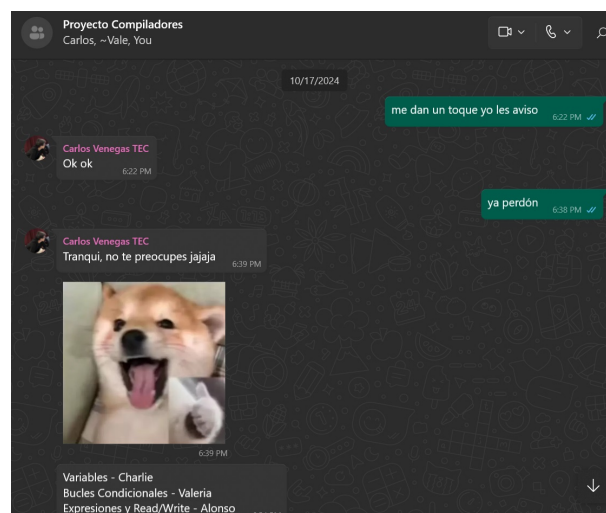 Proyecto Compiladores
Carlos, ~Vale, You
10/17/2024
me dan un toque yo les aviso
6:22 PM
Carlos Venegas TEC
Ok ok
6:22 PM
ya perdón
6:38 PM
Carlos Venegas TEC
Tranqui, no te preocupes jajaja
6:39 PM
6:39 PM
Variables - Charlie
Bucles Condicionales - Valeria
Expresiones y Read/Write - Alonso